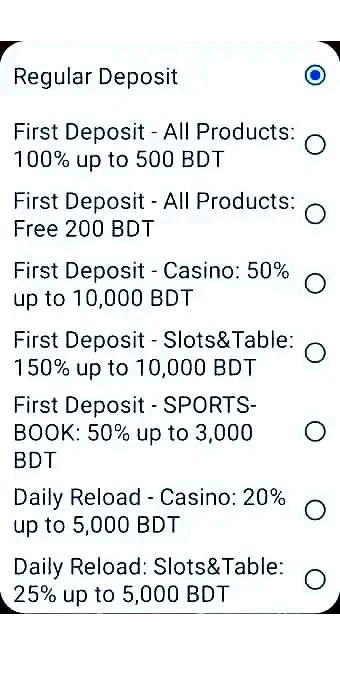 Regular Deposit
First Deposit - All Products:
100% up to 500 BDT
First Deposit - All Products:
Free 200 BDT
First Deposit - Casino: 50%
up to 10,000 BDT
First Deposit - Slots&Table:
150% up to 10,000 BDT
First Deposit - SPORTS-
BOOK: 50% up to 3,000
BDT
Daily Reload - Casino: 20%
up to 5,000 BDT
Daily Reload: Slots&Table:
25% up to 5,000 BDT